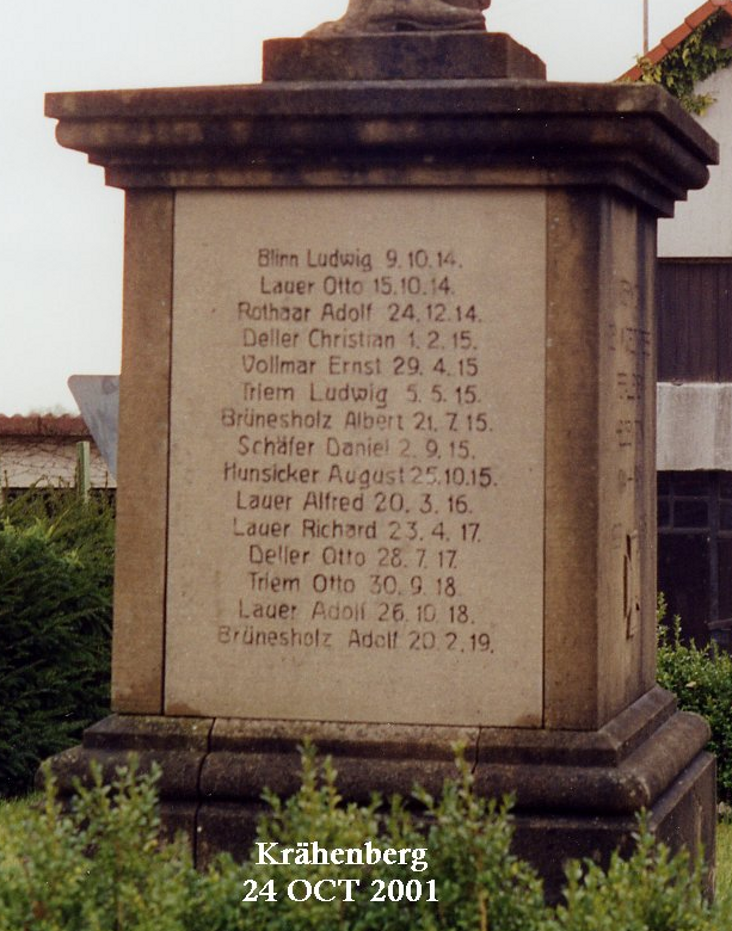 Blinn Ludwig 9.10.14.
Lauer Otto 15.10.14.
Rothaar Adolf 24.12.14.
Deller Christian 1.2.15.
Vollmar Ernst 29.4.15
Triem Ludwig 5.5.15.
Brünesholz Albert 21.7.15.
Schäfer Daniel 2.9.15.
Hunsicker August 25.10.15.
Lauer Alfred 20.3.16.
Lauer Richard 23.4.17.
Deller Otto 28.7.17.
Triem Otto 30.9.18.
Lauer Adolf 26.10.18.
Brünesholz Adolf 20.2.19.
Krähenberg
24 OCT 2001